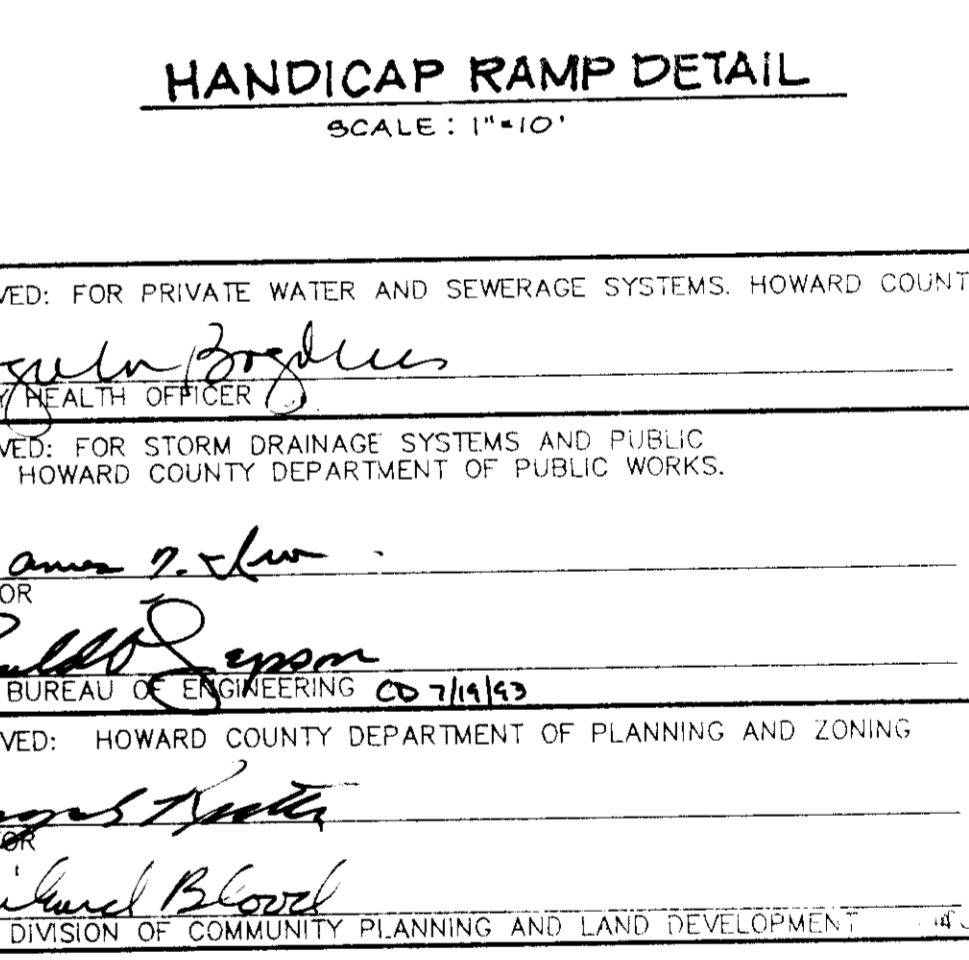 HANDICAP RAMP DETAIL
SCALE: 1"=10'
VED: FOR PRIVATE WATER AND SEWERAGE SYSTEMS. HOWARD COUNT
Y HEALTH OFFICER
VED: FOR STORM DRAINAGE SYSTEMS AND PUBLIC
HOWARD COUNTY DEPARTMENT OF PUBLIC WORKS.
OR
BUREAU OF ENGINEERING CD 7/19/93
VED: HOWARD COUNTY DEPARTMENT OF PLANNING AND ZONING
TOR
Blood
DIVISION OF COMMUNITY PLANNING AND LAND DEVELOPMENT